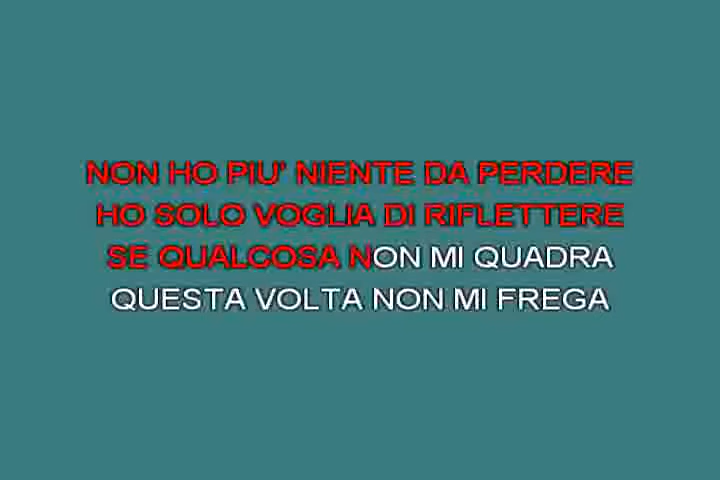 NON HO PIU' NIENTE DA PERDERE
HO SOLO VOGLIA DI RIFLETTERE
SE QUALCOSA NON MI QUADRA
QUESTA VOLTA NON MI FREGA